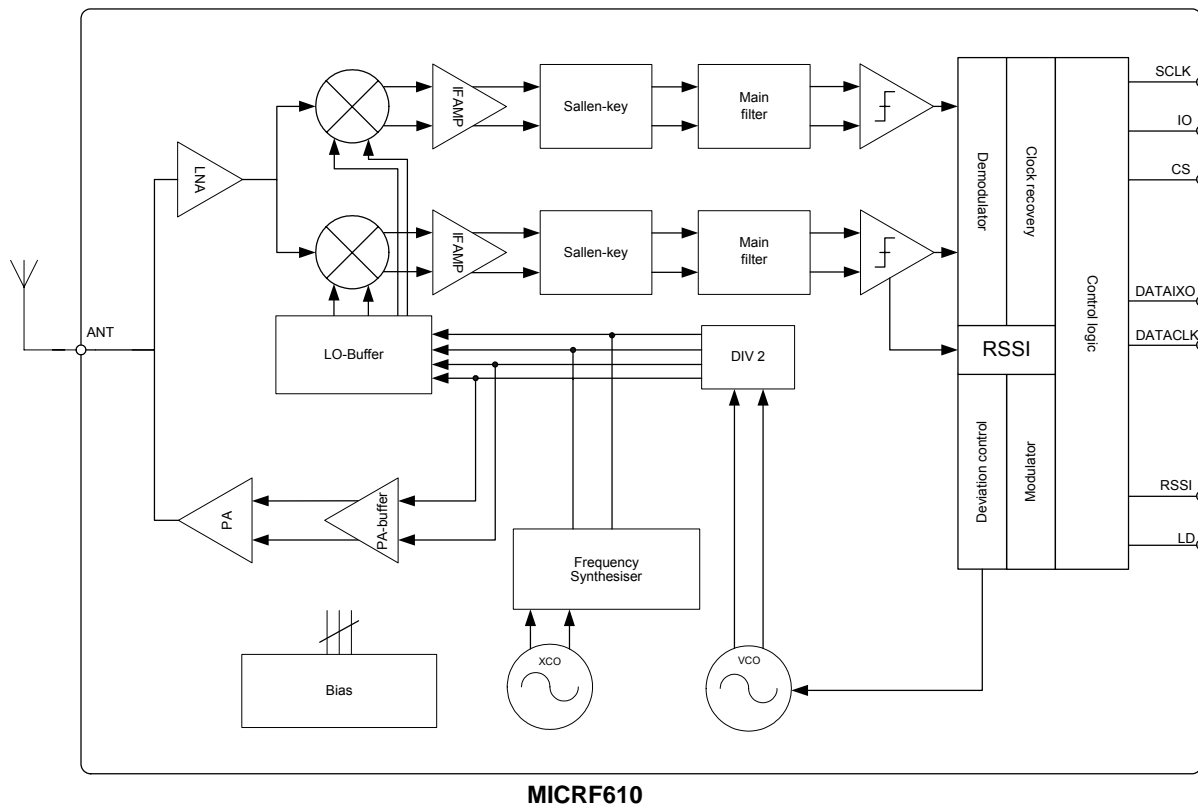 SCLK
IO
CS
DATAIXO
DATACLK
RSSI
LD
ANT
LNA
IFAMP
Sallen-key
Main
filter
IFAMP
Sallen-key
Main
filter
LO-Buffer
DIV 2
PA
PA-buffer
Frequency
Synthesiser
XCO
VCO
Bias
Demodulator
Clock recovery
RSSI
Deviation control
Modulator
Control logic
MICRF610